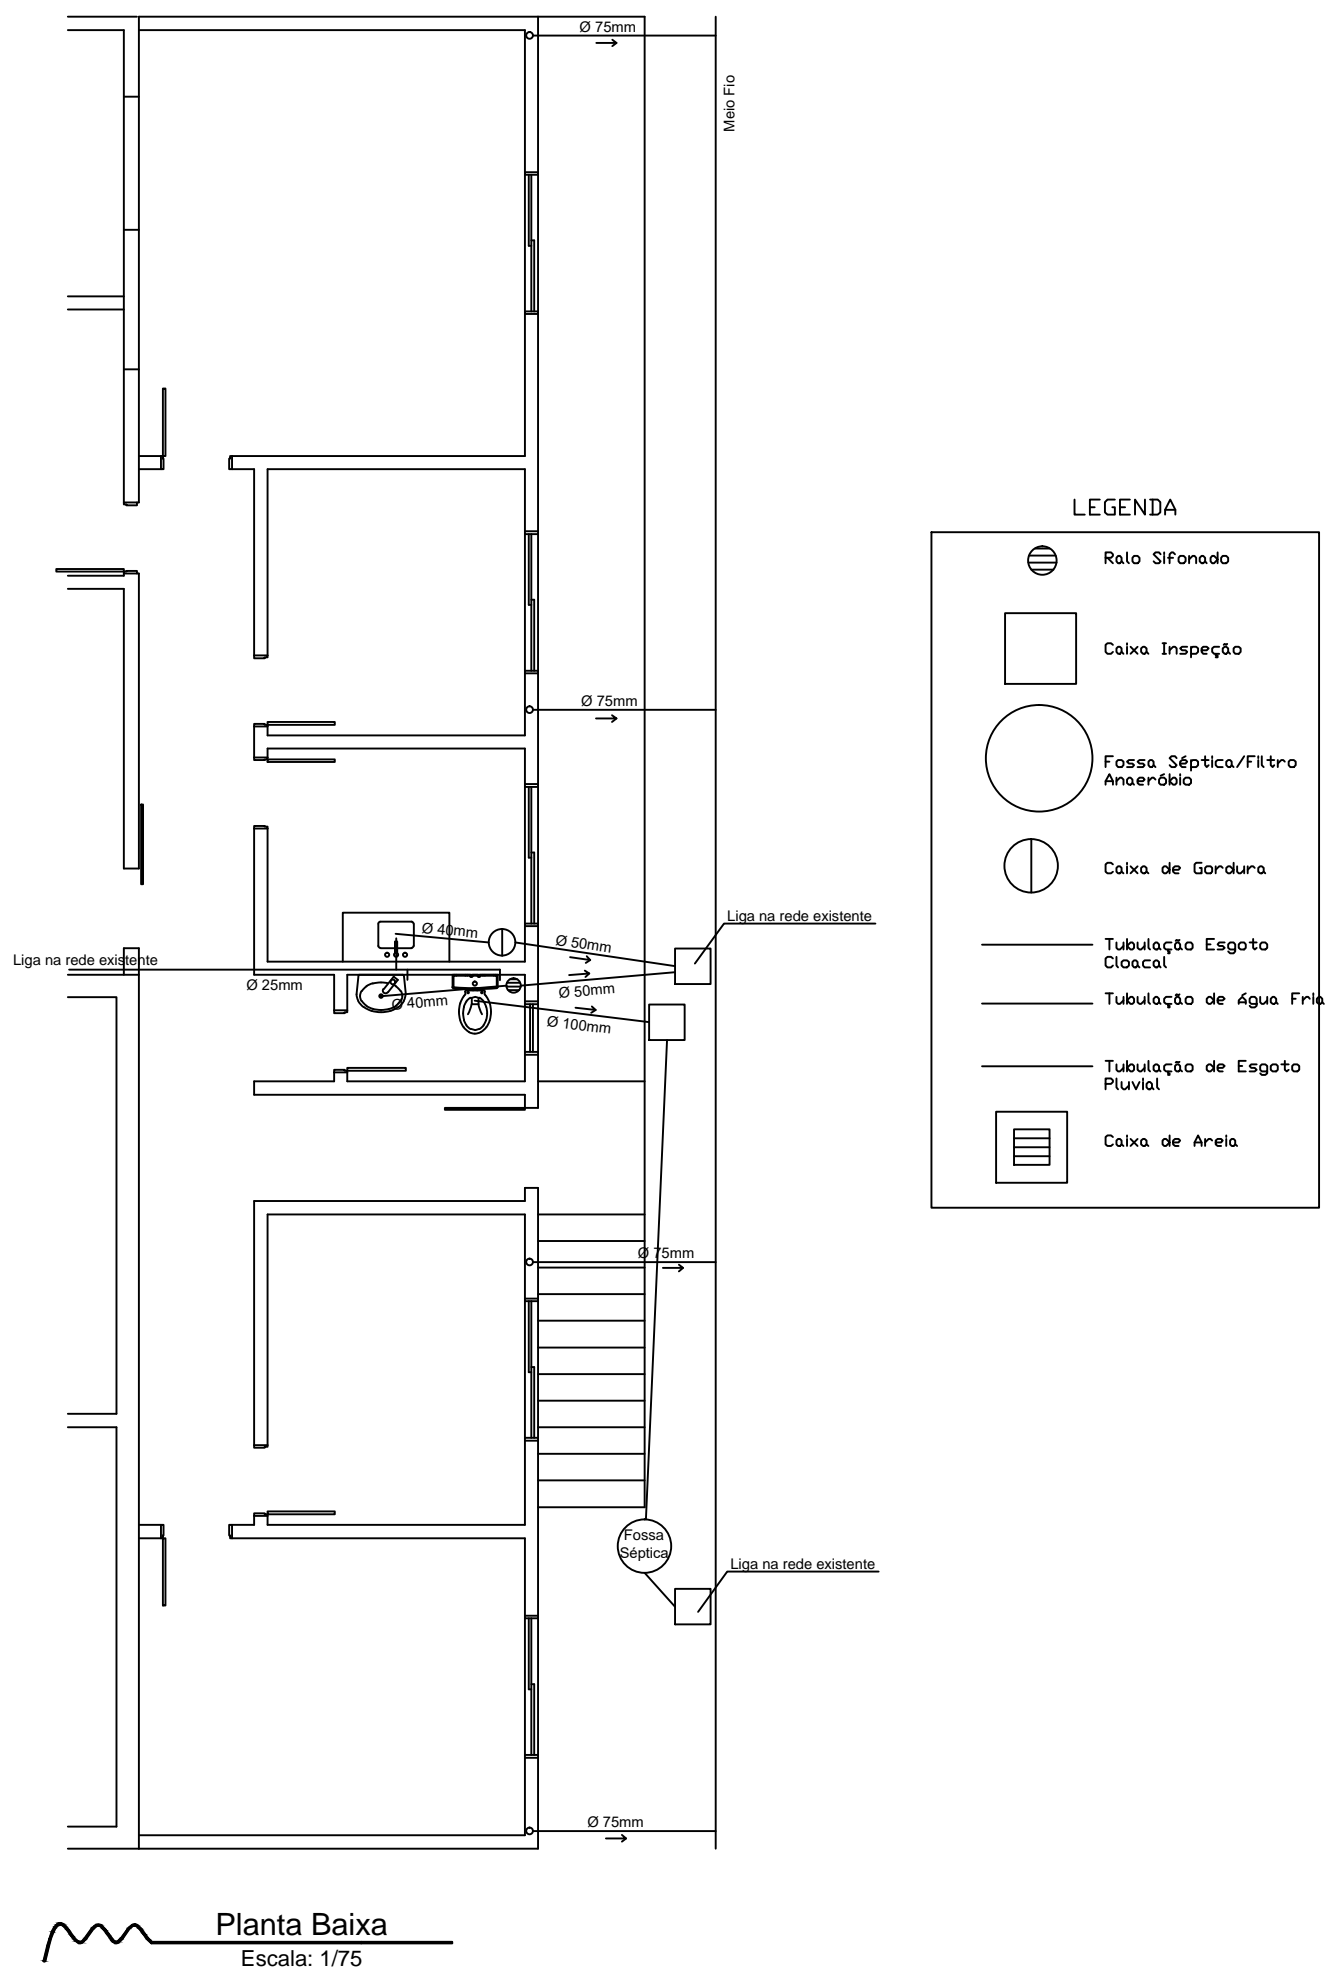 Ø 75mm
Meio Fio
LEGENDA
Ralo Sifonado
Caixa Inspeção
Ø 75mm
Fossa Séptica/Filtro
Anaeróbio
Caixa de Gordura
Liga na rede existente
Ø 40mm
Ø 50mm
Tubulação Esgoto
Cloacal
Liga na rede existente
Ø 25mm
Ø 40mm
Ø 50mm
Ø 100mm
Tubulação de Água Fria
Tubulação de Esgoto
Pluvial
Caixa de Areia
Ø 75mm
Fossa
Séptica
Liga na rede existente
Ø 75mm
Planta Baixa
Escala: 1/75